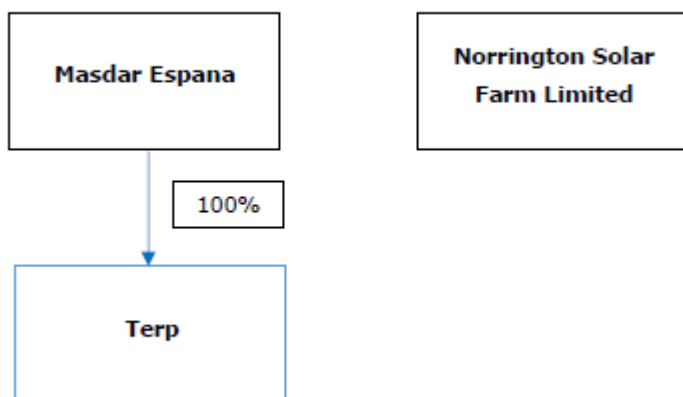 Masdar Espana
Norrington Solar
Farm Limited
100%
Terp